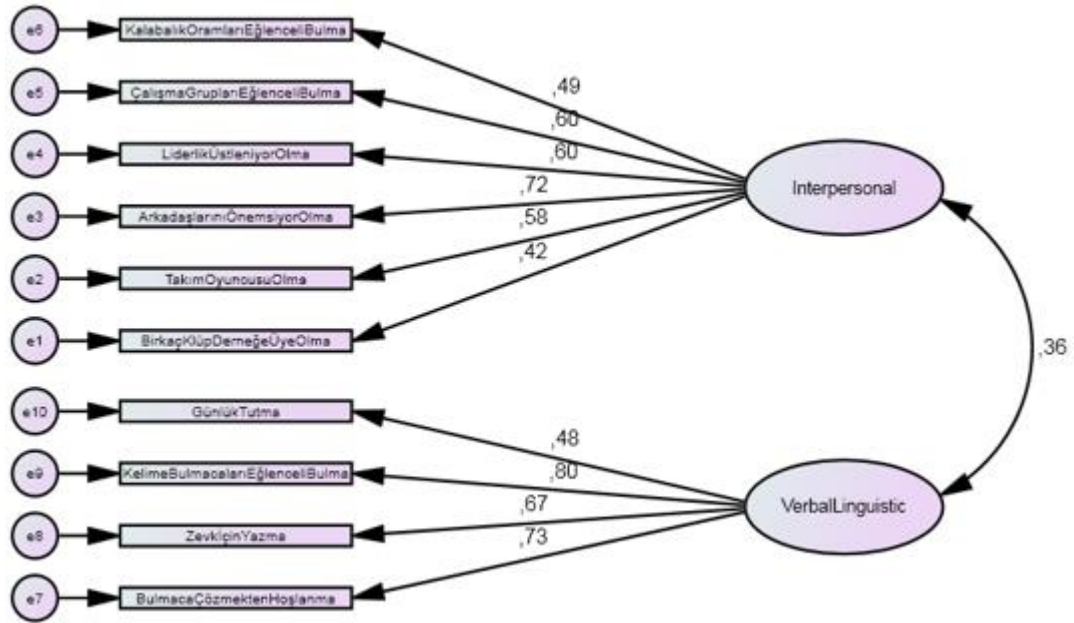 e6
KalabalıkOramlarıEğlenceliBulma
,49
e5
ÇalışmaGruplarıEğlenceliBulma
,60
e4
LiderlikÜstleniyorOlma
,60
Interpersonal
e3
ArkadaşlarınıÖnemsiyorOlma
,72
e2
TakımOyuncusuOlma
,58
e1
BirkaçKlüpDerneğeÜyeOlma
,42
,36
e10
GünlükTutma
,48
e9
KelimeBulmacalarıEğlenceliBulma
,80
e8
ZevkİçinYazma
,67
VerbalLinguistic
e7
BulmacaÇözmektenHoşlanma
,73